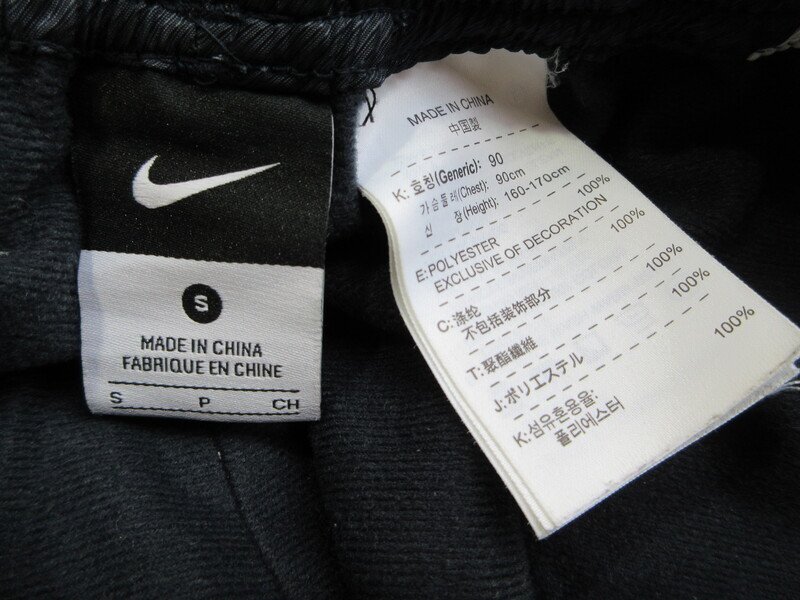 S
MADE IN CHINA
FABRIQUE EN CHINE
S P CH
MADE IN CHINA
中国製
K: 호칭(Generic): 90
가슴둘레(Chest): 90cm
신 장(Height): 160-170cm
E:POLYESTER 100%
EXCLUSIVE OF DECORATION
C:涤纶 100%
不包括装饰部分
T:聚酯纖維 100%
J:ポリエステル 100%
K:섬유혼용율:
폴리에스터 100%